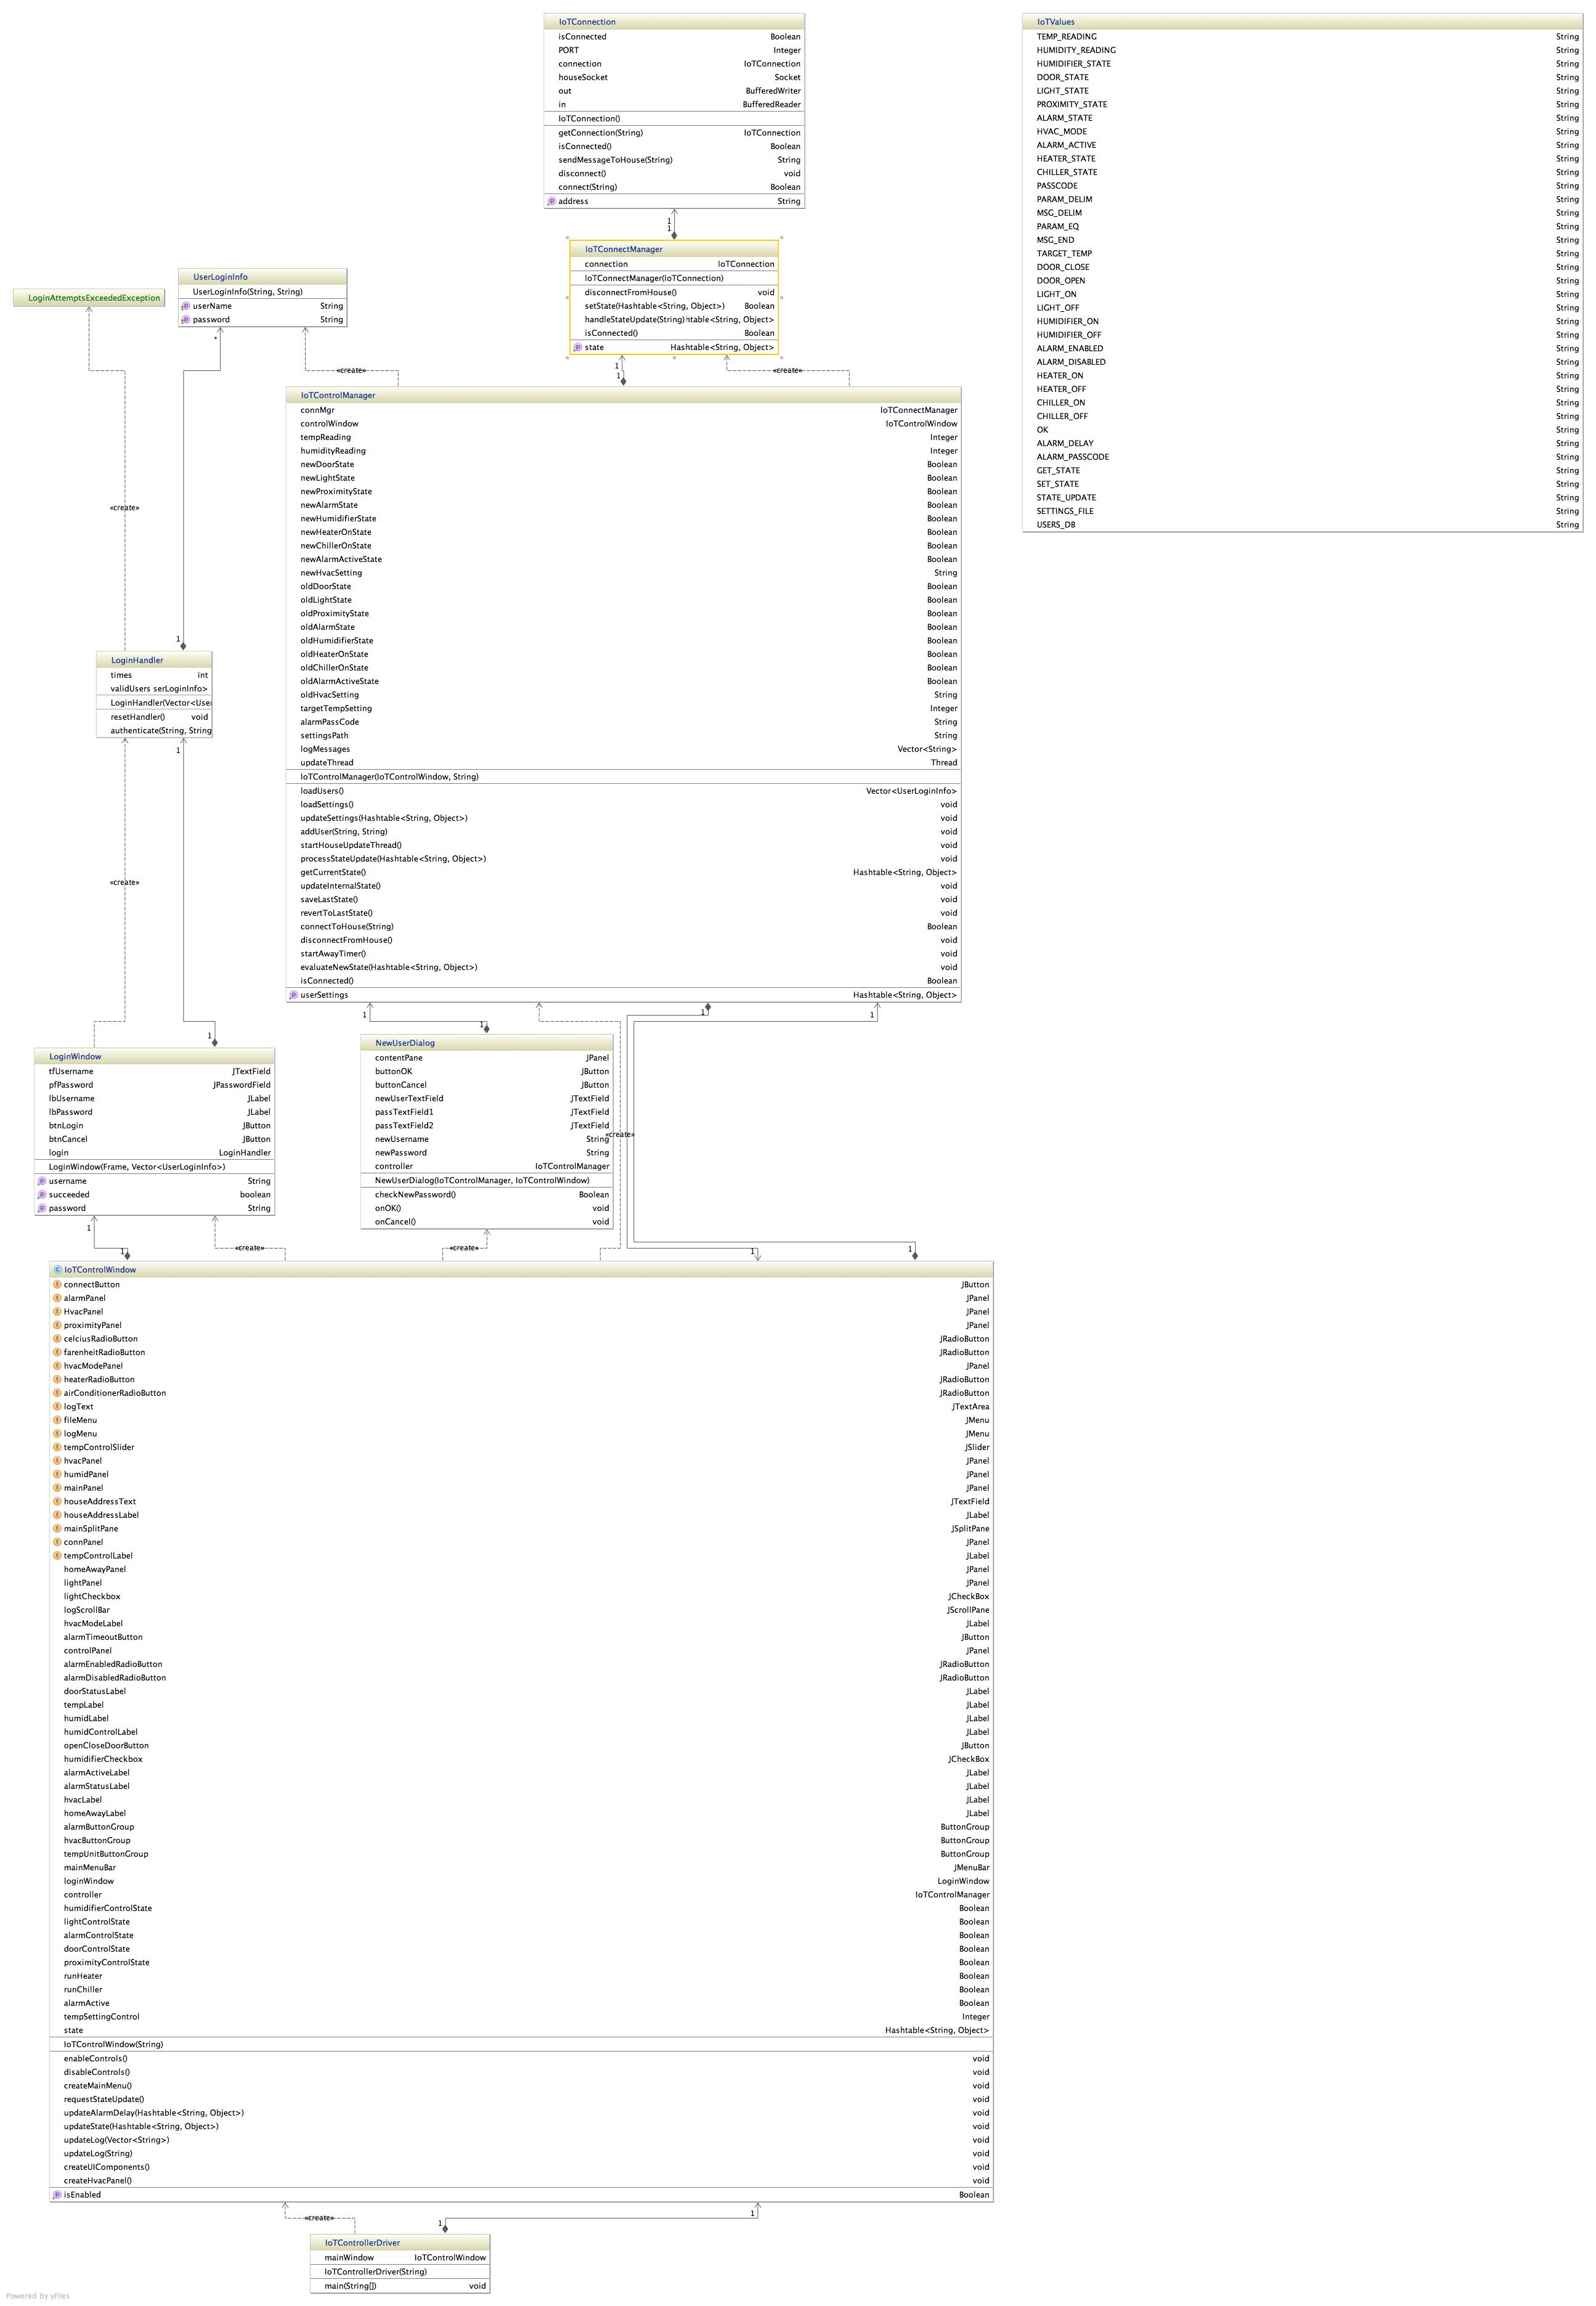 IoTConnection
isConnected Boolean
PORT Integer
connection IoTConnection
houseSocket Socket
out BufferedWriter
in BufferedReader
IoTConnection()
getConnection(String) IoTConnection
isConnected() Boolean
sendMessageToHouse(String) String
disconnect() void
connect(String) Boolean
address String
IoTValues
TEMP_READING String
HUMIDITY_READING String
HUMIDIFIER_STATE String
DOOR_STATE String
LIGHT_STATE String
PROXIMITY_STATE String
ALARM_STATE String
HVAC_MODE String
ALARM_ACTIVE String
HEATER_STATE String
CHILLER_STATE String
PASSCODE String
PARAM_DELIM String
MSG_DELIM String
PARAM_EQ String
MSG_END String
TARGET_TEMP String
DOOR_CLOSE String
DOOR_OPEN String
LIGHT_ON String
LIGHT_OFF String
HUMIDIFIER_ON String
HUMIDIFIER_OFF String
ALARM_ENABLED String
ALARM_DISABLED String
HEATER_ON String
HEATER_OFF String
CHILLER_ON String
CHILLER_OFF String
OK String
ALARM_DELAY String
ALARM_PASSCODE String
GET_STATE String
SET_STATE String
STATE_UPDATE String
SETTINGS_FILE String
USERS_DB String
1
1
IoTConnectManager
connection IoTConnection
IoTConnectManager(IoTConnection)
disconnectFromHouse() void
setState(Hashtable<String, Object>) Boolean
handleStateUpdate(String) htable<String, Object>
isConnected() Boolean
state Hashtable<String, Object>
UserLoginInfo
UserLoginInfo(String, String)
userName String
password String
LoginAttemptsExceededException
*
«create»
1
1
«create»
IoTControlManager
connMgr IoTConnectManager
controlWindow IoTControlWindow
tempReading Integer
humidityReading Integer
newDoorState Boolean
newLightState Boolean
newProximityState Boolean
newAlarmState Boolean
newHumidifierState Boolean
newHeaterOnState Boolean
newChillerOnState Boolean
newAlarmActiveState Boolean
newHvacSetting String
oldDoorState Boolean
oldLightState Boolean
oldProximityState Boolean
oldAlarmState Boolean
oldHumidifierState Boolean
oldHeaterOnState Boolean
oldChillerOnState Boolean
oldAlarmActiveState Boolean
oldHvacSetting String
targetTempSetting Integer
alarmPassCode String
settingsPath String
logMessages Vector<String>
updateThread Thread
IoTControlManager(IoTControlWindow, String)
loadUsers() Vector<UserLoginInfo>
loadSettings() void
updateSettings(Hashtable<String, Object>) void
addUser(String, String) void
startHouseUpdateThread() void
processStateUpdate(Hashtable<String, Object>) void
getCurrentState() Hashtable<String, Object>
updateInternalState() void
saveLastState() void
revertToLastState() void
connectToHouse(String) Boolean
disconnectFromHouse() void
startAwayTimer() void
evaluateNewState(Hashtable<String, Object>) void
isConnected() Boolean
userSettings Hashtable<String, Object>
«create»
1
LoginHandler
times int
validUsers serLoginInfo>
LoginHandler(Vector<User
resetHandler() void
authenticate(String, String
1
«create»
1
1
1
1
1
LoginWindow
tfUsername JTextField
pfPassword JPasswordField
lbUsername JLabel
lbPassword JLabel
btnLogin JButton
btnCancel JButton
login LoginHandler
LoginWindow(Frame, Vector<UserLoginInfo>)
username String
succeeded boolean
password String
NewUserDialog
contentPane JPanel
buttonOK JButton
buttonCancel JButton
newUserTextField JTextField
passTextField1 JTextField
passTextField2 JTextField
newUsername String
newPassword String
controller IoTControlManager
NewUserDialog(IoTControlManager, IoTControlWindow)
checkNewPassword() Boolean
onOK() void
onCancel() void
«create»
1
1
«create»
«create»
1
1
IoTControlWindow
connectButton JButton
alarmPanel JPanel
HvacPanel JPanel
proximityPanel JPanel
celciusRadioButton JRadioButton
farenheitRadioButton JRadioButton
hvacModePanel JPanel
heaterRadioButton JRadioButton
airConditionerRadioButton JRadioButton
logText JTextArea
fileMenu JMenu
logMenu JMenu
tempControlSlider JSlider
hvacPanel JPanel
humidPanel JPanel
mainPanel JPanel
houseAddressText JTextField
houseAddressLabel JLabel
mainSplitPane JSplitPane
connPanel JPanel
tempControlLabel JLabel
homeAwayPanel JPanel
lightPanel JPanel
lightCheckbox JCheckBox
logScrollBar JScrollPane
hvacModeLabel JLabel
alarmTimeoutButton JButton
controlPanel JPanel
alarmEnabledRadioButton JRadioButton
alarmDisabledRadioButton JRadioButton
doorStatusLabel JLabel
tempLabel JLabel
humidLabel JLabel
humidControlLabel JLabel
openCloseDoorButton JButton
humidifierCheckbox JCheckBox
alarmActiveLabel JLabel
alarmStatusLabel JLabel
hvacLabel JLabel
homeAwayLabel JLabel
alarmButtonGroup ButtonGroup
hvacButtonGroup ButtonGroup
tempUnitButtonGroup ButtonGroup
mainMenuBar JMenuBar
loginWindow LoginWindow
controller IoTControlManager
humidifierControlState Boolean
lightControlState Boolean
alarmControlState Boolean
doorControlState Boolean
proximityControlState Boolean
runHeater Boolean
runChiller Boolean
alarmActive Boolean
tempSettingControl Integer
state Hashtable<String, Object>
IoTControlWindow(String)
enableControls() void
disableControls() void
createMainMenu() void
requestStateUpdate() void
updateAlarmDelay(Hashtable<String, Object>) void
updateState(Hashtable<String, Object>) void
updateLog(Vector<String>) void
updateLog(String) void
createUIComponents() void
createHvacPanel() void
isEnabled Boolean
«create»
1
1
IoTControllerDriver
mainWindow IoTControlWindow
IoTControllerDriver(String)
main(String[]) void
Powered by yFiles